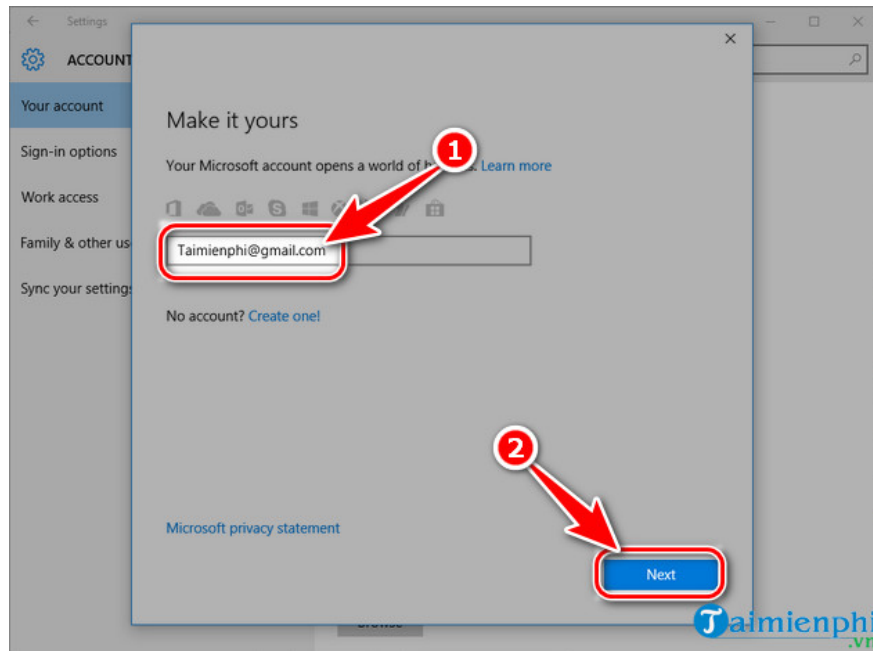 Settings
ACCOUNT
Your account
Sign-in options
Work access
Family & other us
Sync your settings
Make it yours
1
Your Microsoft account opens a world of Learn more
Taimienphi@gmail.com
No account? Create one!
2
Microsoft privacy statement
Next
Taimienphi
.vn